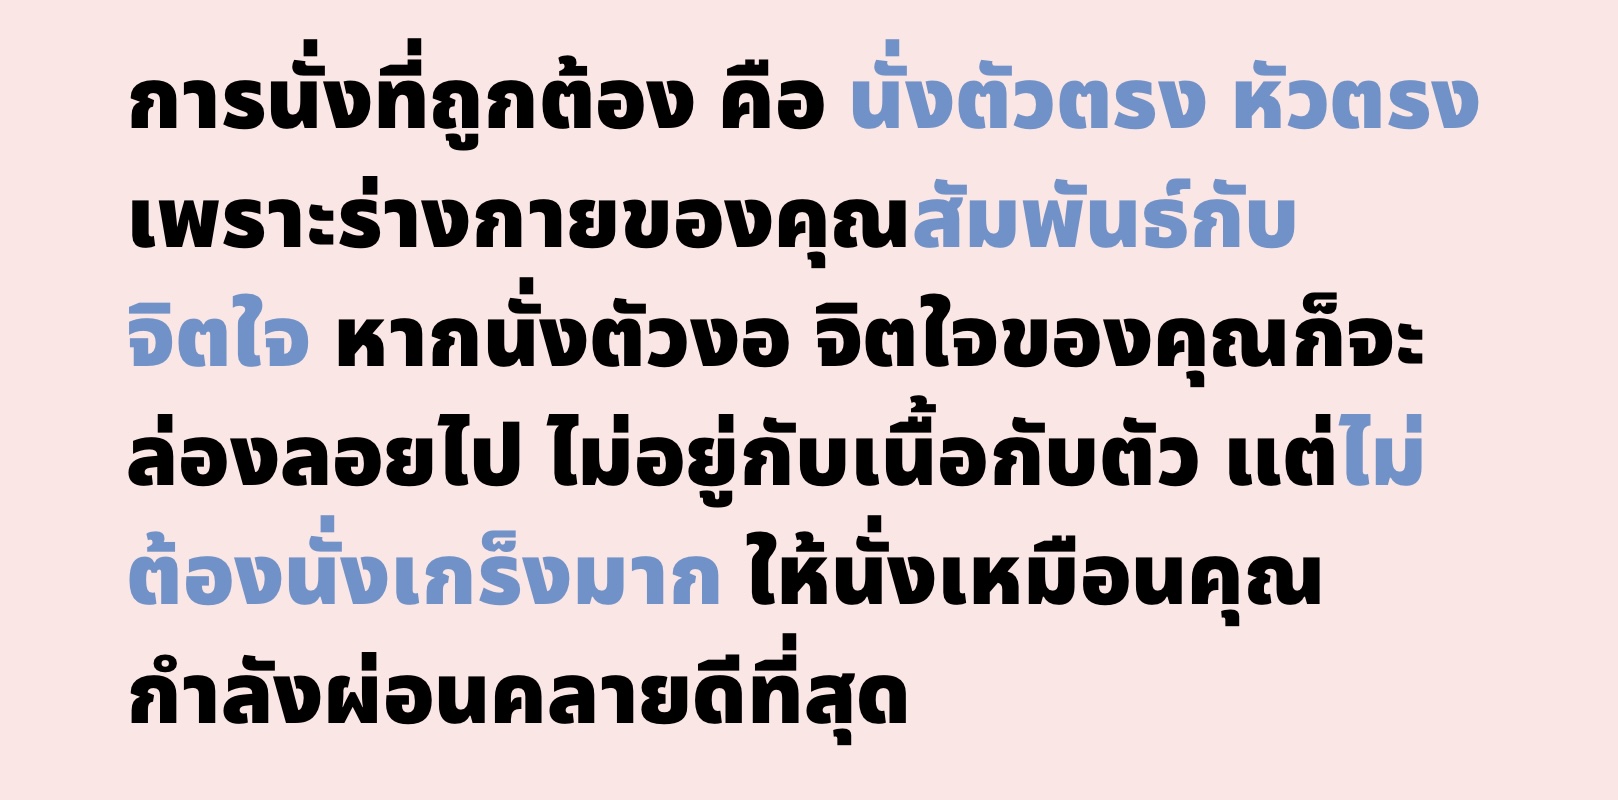 การนั่งที่ถูกต้อง คือ นั่งตัวตรง หัวตรง
เพราะร่างกายของคุณสัมพันธ์กับ
จิตใจ หากนั่งตัวงอ จิตใจของคุณก็จะ
ล่องลอยไป ไม่อยู่กับเนื้อกับตัว แต่ไม่
ต้องนั่งเกร็งมาก ให้นั่งเหมือนคุณ
กำลังผ่อนคลายดีที่สุด